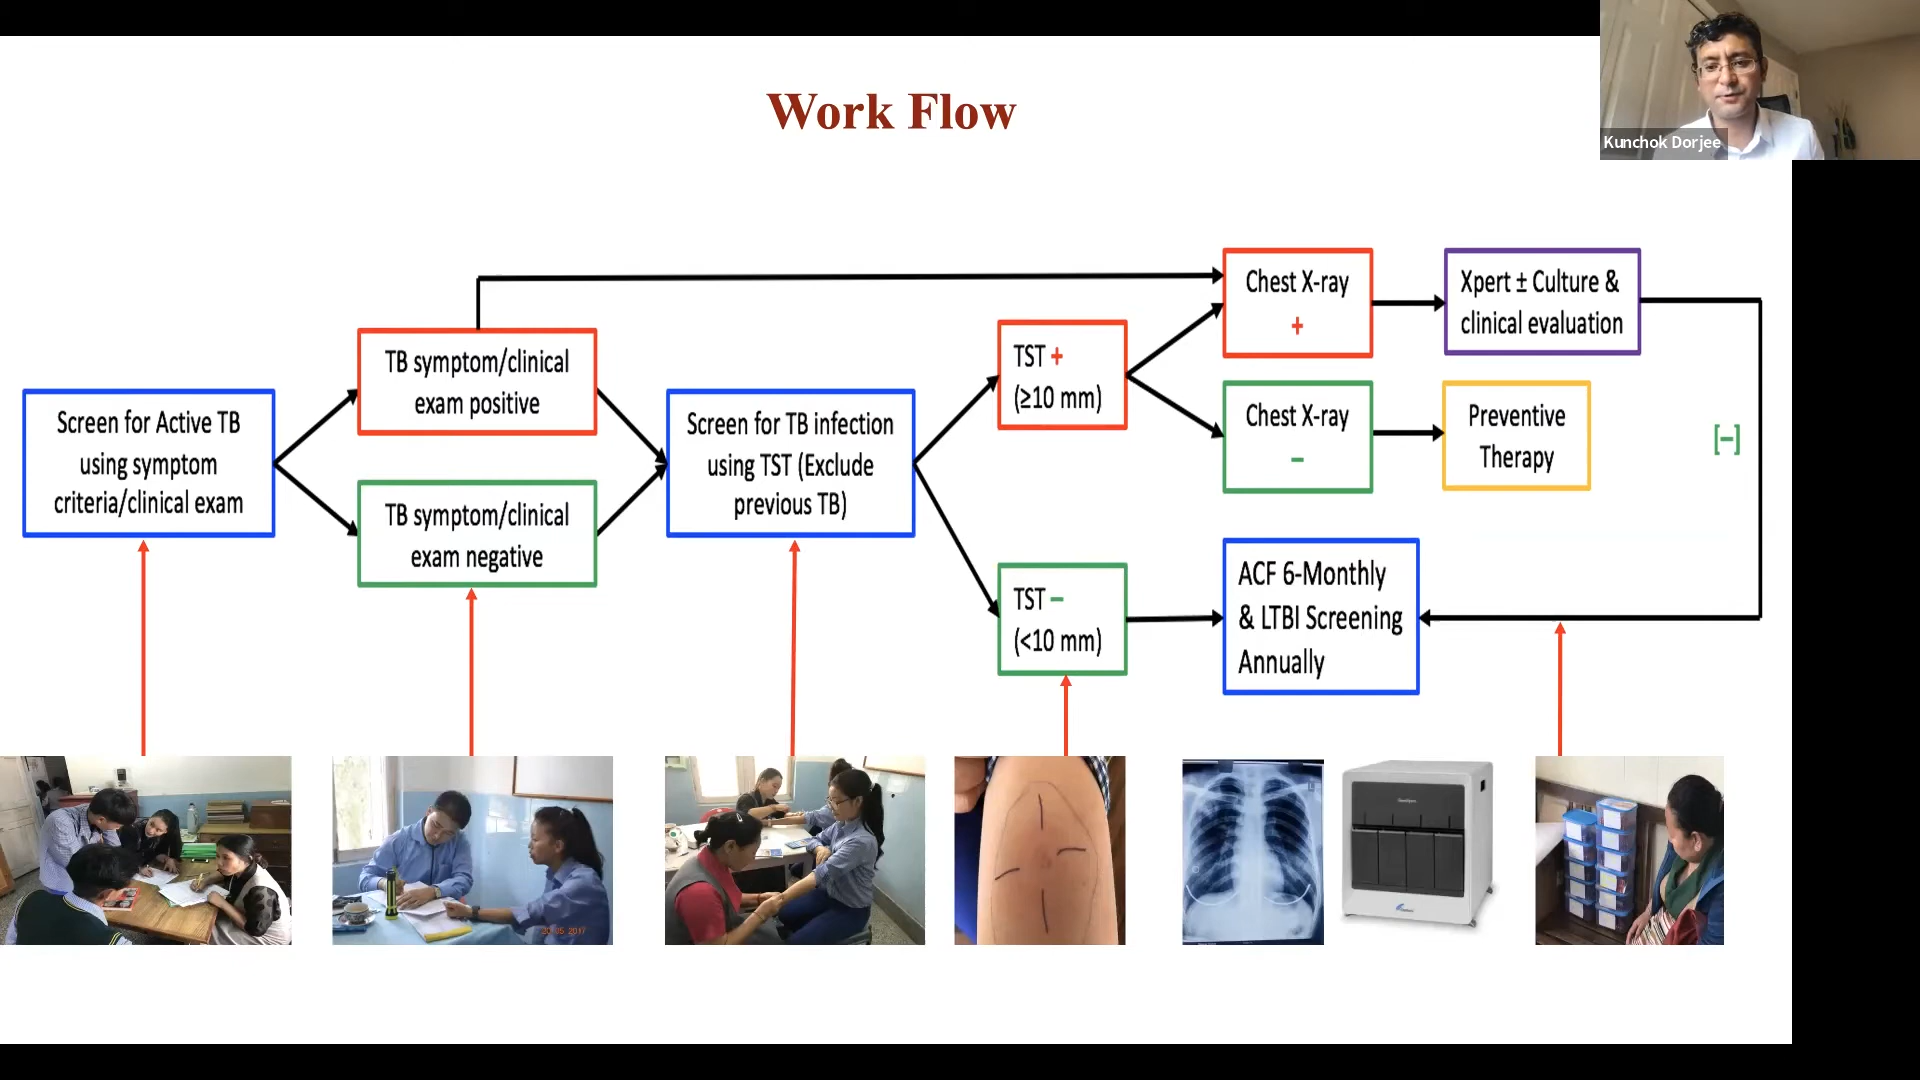 Work Flow
Kunchok Dorjee
Screen for Active TB
using symptom
criteria/clinical exam
TB symptom/clinical
exam positive
TB symptom/clinical
exam negative
Screen for TB infection
using TST (Exclude
previous TB)
TST +
(≥10 mm)
TST –
(<10 mm)
Chest X-ray
+
Chest X-ray
–
Xpert ± Culture &
clinical evaluation
Preventive
Therapy
[–]
ACF 6-Monthly
& LTBI Screening
Annually